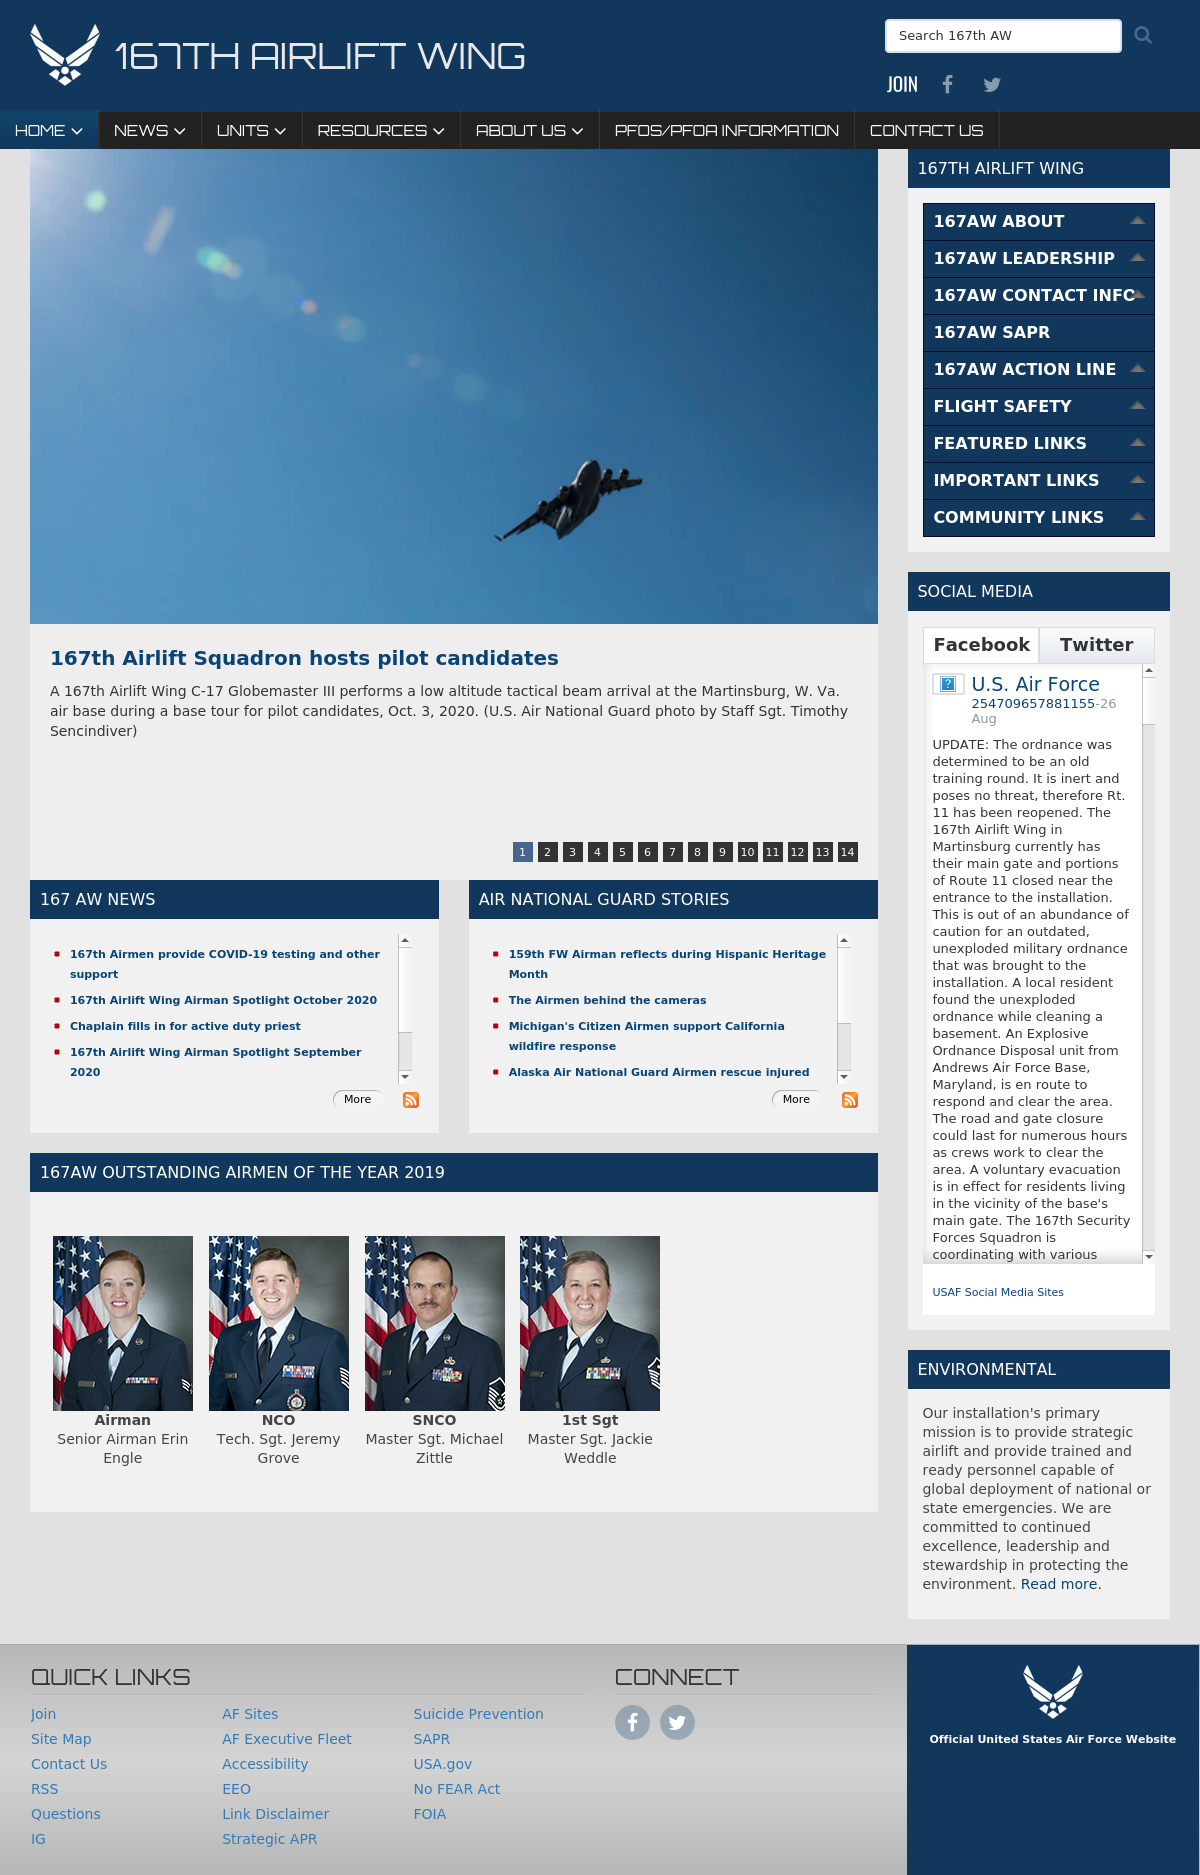 167TH AIRLIFT WING
Search 167th AW
JOIN
HOME
NEWS
UNITS
RESOURCES
ABOUT US
PFOS/PFOA INFORMATION
CONTACT US
167th Airlift Squadron hosts pilot candidates
A 167th Airlift Wing C-17 Globemaster III performs a low altitude tactical beam arrival at the Martinsburg, W. Va.
air base during a base tour for pilot candidates, Oct. 3, 2020. (U.S. Air National Guard photo by Staff Sgt. Timothy
Sencindiver)
1 2 3 4 5 6 7 8 9 10 11 12 13 14
167 AW NEWS
167th Airmen provide COVID-19 testing and other
support
167th Airlift Wing Airman Spotlight October 2020
Chaplain fills in for active duty priest
167th Airlift Wing Airman Spotlight September
2020
More
AIR NATIONAL GUARD STORIES
159th FW Airman reflects during Hispanic Heritage
Month
The Airmen behind the cameras
Michigan's Citizen Airmen support California
wildfire response
Alaska Air National Guard Airmen rescue injured
More
167AW OUTSTANDING AIRMEN OF THE YEAR 2019
Airman
Senior Airman Erin
Engle
NCO
Tech. Sgt. Jeremy
Grove
SNCO
Master Sgt. Michael
Zittle
1st Sgt
Master Sgt. Jackie
Weddle
167TH AIRLIFT WING
167AW ABOUT
167AW LEADERSHIP
167AW CONTACT INFO
167AW SAPR
167AW ACTION LINE
FLIGHT SAFETY
FEATURED LINKS
IMPORTANT LINKS
COMMUNITY LINKS
SOCIAL MEDIA
Facebook
Twitter
U.S. Air Force
254709657881155-26
Aug
UPDATE: The ordnance was
determined to be an old
training round. It is inert and
poses no threat, therefore Rt.
11 has been reopened. The
167th Airlift Wing in
Martinsburg currently has
their main gate and portions
of Route 11 closed near the
entrance to the installation.
This is out of an abundance of
caution for an outdated,
unexploded military ordnance
that was brought to the
installation. A local resident
found the unexploded
ordnance while cleaning a
basement. An Explosive
Ordnance Disposal unit from
Andrews Air Force Base,
Maryland, is en route to
respond and clear the area.
The road and gate closure
could last for numerous hours
as crews work to clear the
area. A voluntary evacuation
is in effect for residents living
in the vicinity of the base's
main gate. The 167th Security
Forces Squadron is
coordinating with various
USAF Social Media Sites
ENVIRONMENTAL
Our installation's primary
mission is to provide strategic
airlift and provide trained and
ready personnel capable of
global deployment of national or
state emergencies. We are
committed to continued
excellence, leadership and
stewardship in protecting the
environment. Read more.
QUICK LINKS
Join
Site Map
Contact Us
RSS
Questions
IG
AF Sites
AF Executive Fleet
Accessibility
EEO
Link Disclaimer
Strategic APR
Suicide Prevention
SAPR
USA.gov
No FEAR Act
FOIA
CONNECT
Official United States Air Force Website